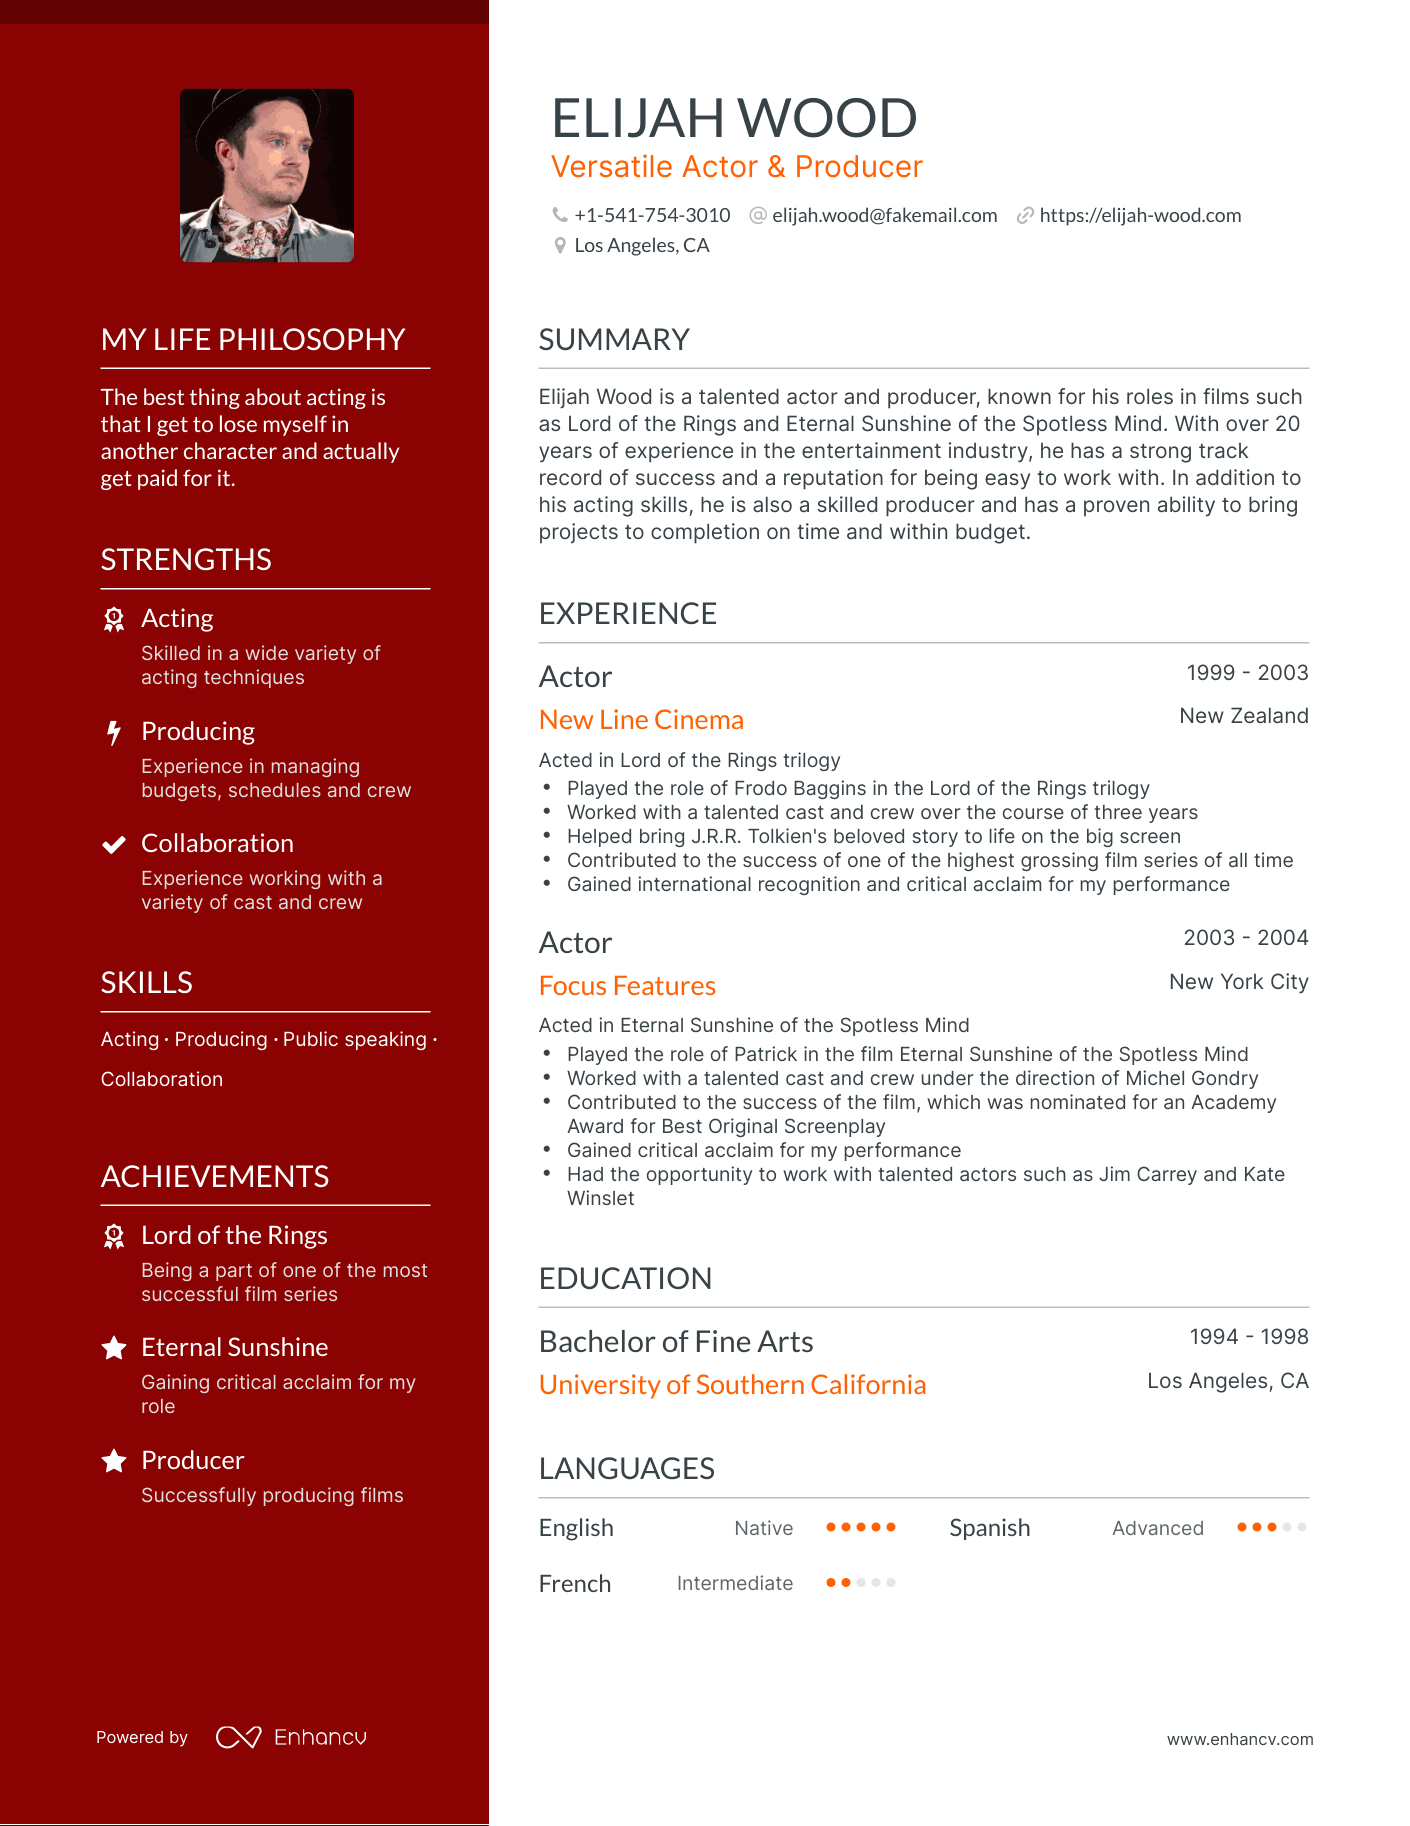 ELIJAH WOOD
Versatile Actor & Producer
+1-541-754-3010 elijah.wood@fakemail.com https://elijah-wood.com
Los Angeles, CA
MY LIFE PHILOSOPHY
The best thing about acting is
that I get to lose myself in
another character and actually
get paid for it.
STRENGTHS
Acting
Skilled in a wide variety of
acting techniques
Producing
Experience in managing
budgets, schedules and crew
Collaboration
Experience working with a
variety of cast and crew
SKILLS
Acting · Producing · Public speaking ·
Collaboration
ACHIEVEMENTS
Lord of the Rings
Being a part of one of the most
successful film series
Eternal Sunshine
Gaining critical acclaim for my
role
Producer
Successfully producing films
SUMMARY
Elijah Wood is a talented actor and producer, known for his roles in films such
as Lord of the Rings and Eternal Sunshine of the Spotless Mind. With over 20
years of experience in the entertainment industry, he has a strong track
record of success and a reputation for being easy to work with. In addition to
his acting skills, he is also a skilled producer and has a proven ability to bring
projects to completion on time and within budget.
EXPERIENCE
Actor 1999 - 2003
New Line Cinema New Zealand
Acted in Lord of the Rings trilogy
• Played the role of Frodo Baggins in the Lord of the Rings trilogy
• Worked with a talented cast and crew over the course of three years
• Helped bring J.R.R. Tolkien's beloved story to life on the big screen
• Contributed to the success of one of the highest grossing film series of all time
• Gained international recognition and critical acclaim for my performance
Actor 2003 - 2004
Focus Features New York City
Acted in Eternal Sunshine of the Spotless Mind
• Played the role of Patrick in the film Eternal Sunshine of the Spotless Mind
• Worked with a talented cast and crew under the direction of Michel Gondry
• Contributed to the success of the film, which was nominated for an Academy
Award for Best Original Screenplay
• Gained critical acclaim for my performance
• Had the opportunity to work with talented actors such as Jim Carrey and Kate
Winslet
EDUCATION
Bachelor of Fine Arts 1994 - 1998
University of Southern California Los Angeles, CA
LANGUAGES
English Native Spanish Advanced
French Intermediate
Powered by Enhancv
www.enhancv.com